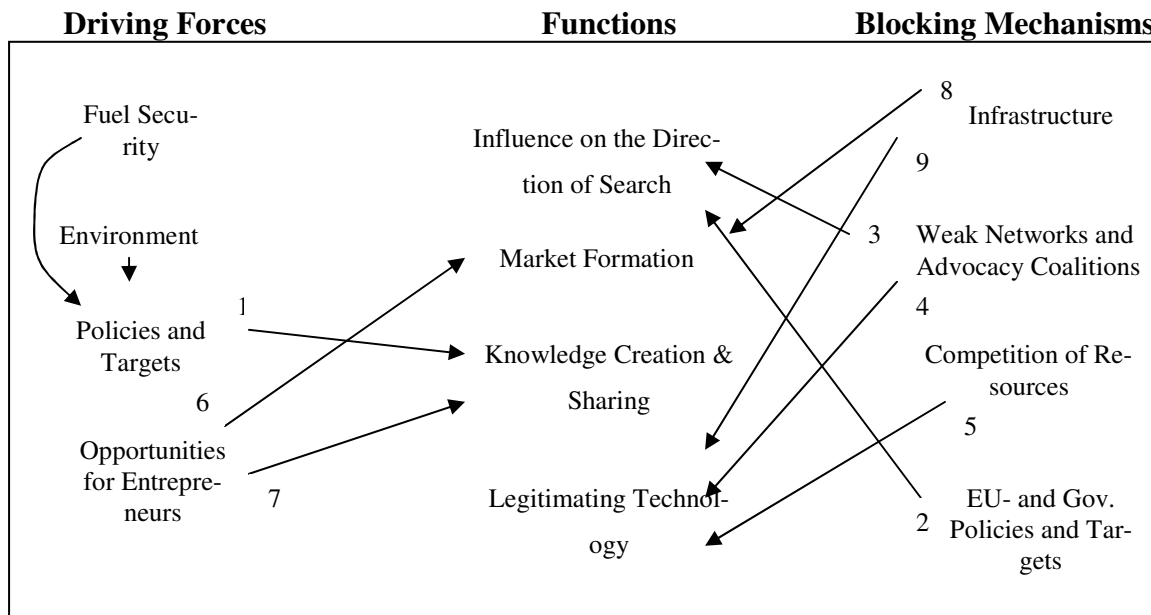 Driving Forces
Functions
Blocking Mechanisms
Fuel Secu-
rity
Environment
1
Policies and
Targets
6
Opportunities
for Entrepre-
neurs
7
Influence on the Direc-
tion of Search
Market Formation
Knowledge Creation &
Sharing
Legitimating Technol-
ogy
8
Infrastructure
9
3
Weak Networks and
Advocacy Coalitions
4
Competition of Re-
sources
5
2
EU- and Gov.
Policies and Tar-
gets